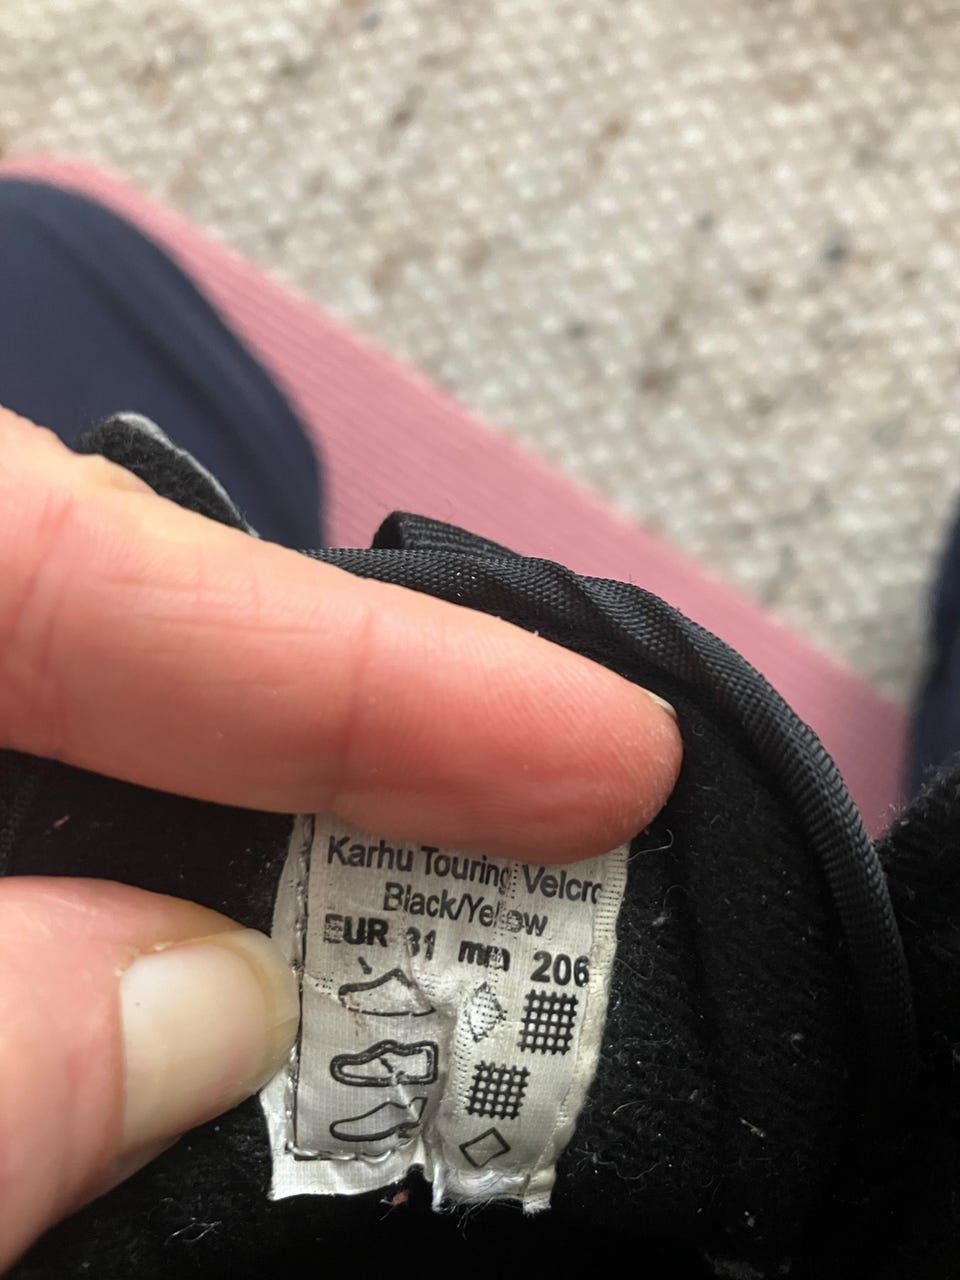 Karhu Touring Velcro
Black/Yellow
EUR 31 mm 206